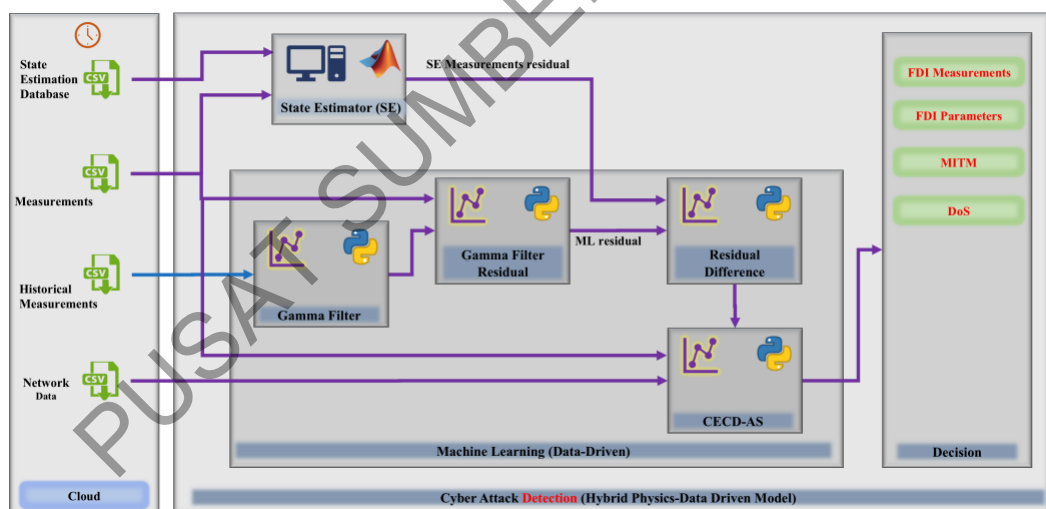 State
Estimation
Database
CSV
Measurements
CSV
Historical
Measurements
CSV
Network
Data
CSV
Cloud
State Estimator (SE)
SE Measurements residual
Gamma Filter
Gamma Filter
Residual
ML residual
Residual
Difference
CECD-AS
Machine Learning (Data-Driven)
FDI Measurements
FDI Parameters
MITM
DoS
Decision
Cyber Attack Detection (Hybrid Physics-Data Driven Model)
PUSAT SUMBE